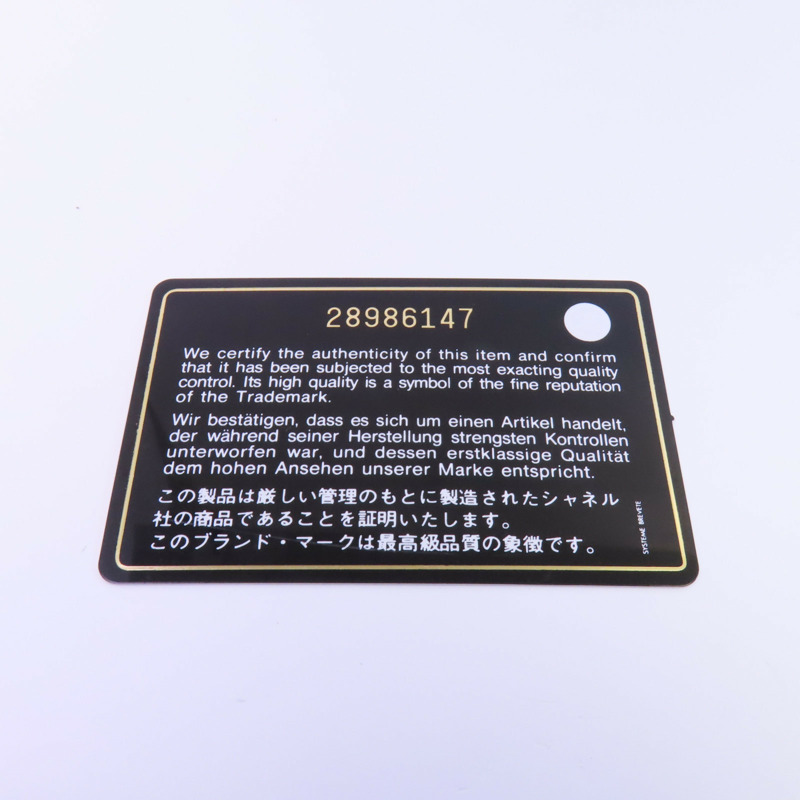 28986147
We certify the authenticity of this item and confirm
that it has been subjected to the most exacting quality
control. Its high quality is a symbol of the fine reputation
of the Trademark.
Wir bestätigen, dass es sich um einen Artikel handelt,
der während seiner Herstellung strengsten Kontrollen
unterworfen war, und dessen erstklassige Qualität
dem hohen Ansehen unserer Marke entspricht.
この製品は厳しい管理のもとに製造されたシャネル
社の商品であることを証明いたします。
このブランド・マークは最高級品質の象徴です。
SYSTEME BREVETE